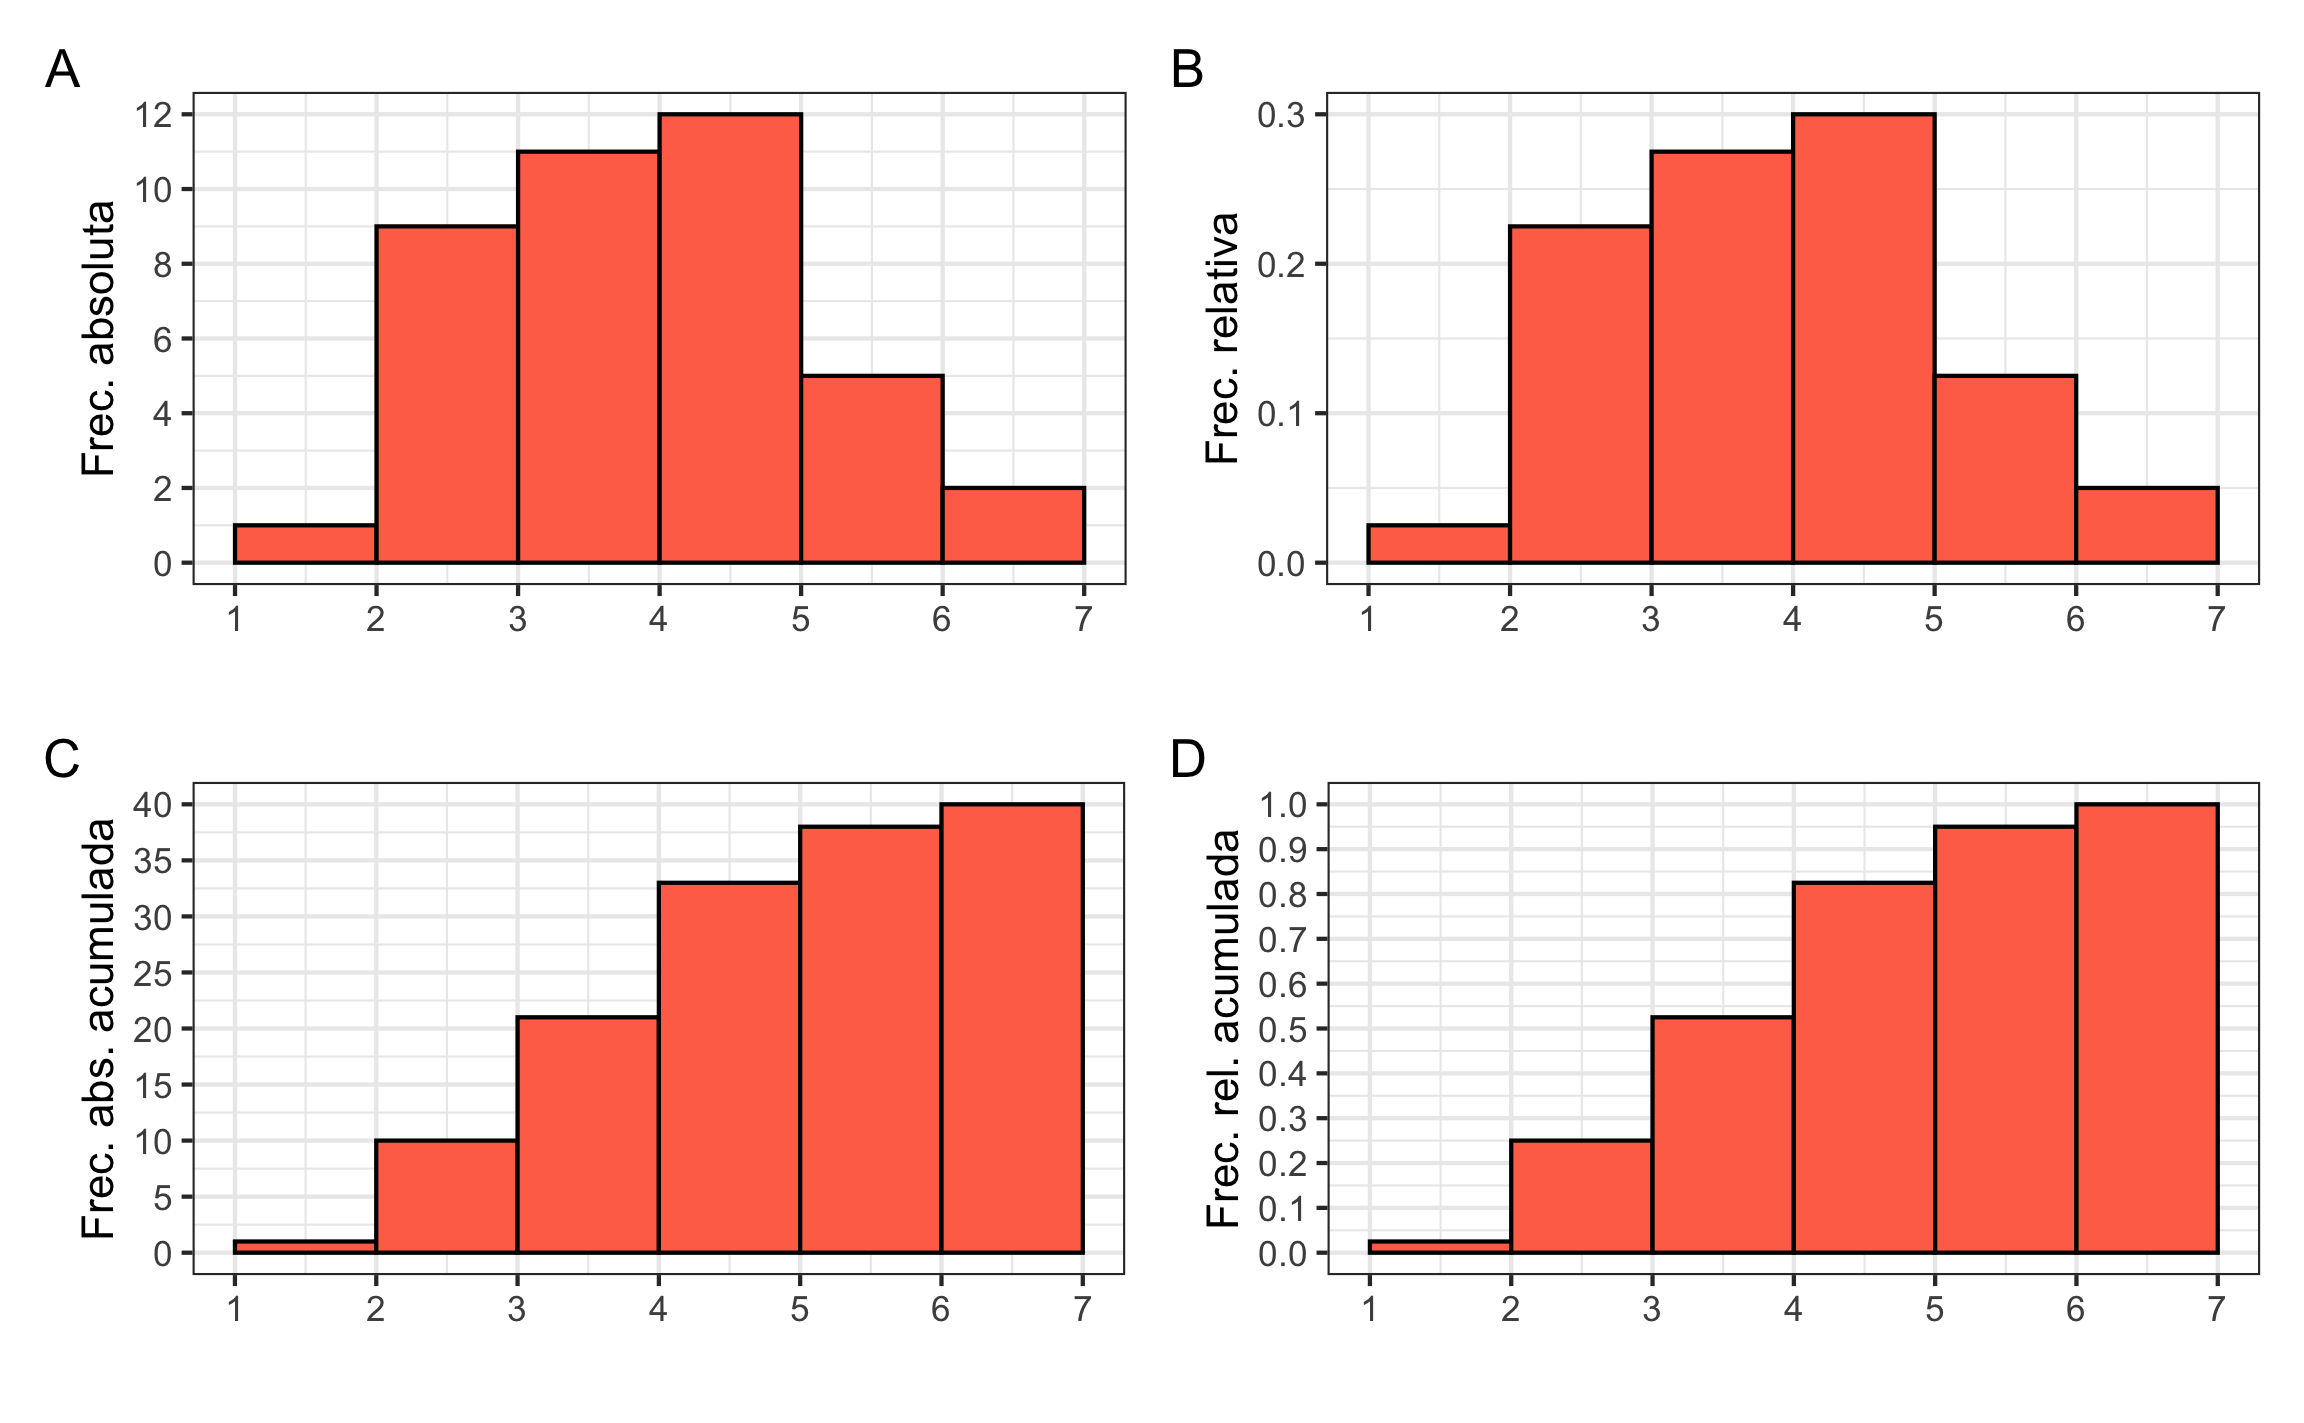 A
Frec. absoluta
12
10
8
6
4
2
0
1 2 3 4 5 6 7
B
Frec. relativa
0.3
0.2
0.1
0.0
1 2 3 4 5 6 7
C
Frec. abs. acumulada
40
35
30
25
20
15
10
5
0
1 2 3 4 5 6 7
D
Frec. rel. acumulada
1.0
0.9
0.8
0.7
0.6
0.5
0.4
0.3
0.2
0.1
0.0
1 2 3 4 5 6 7